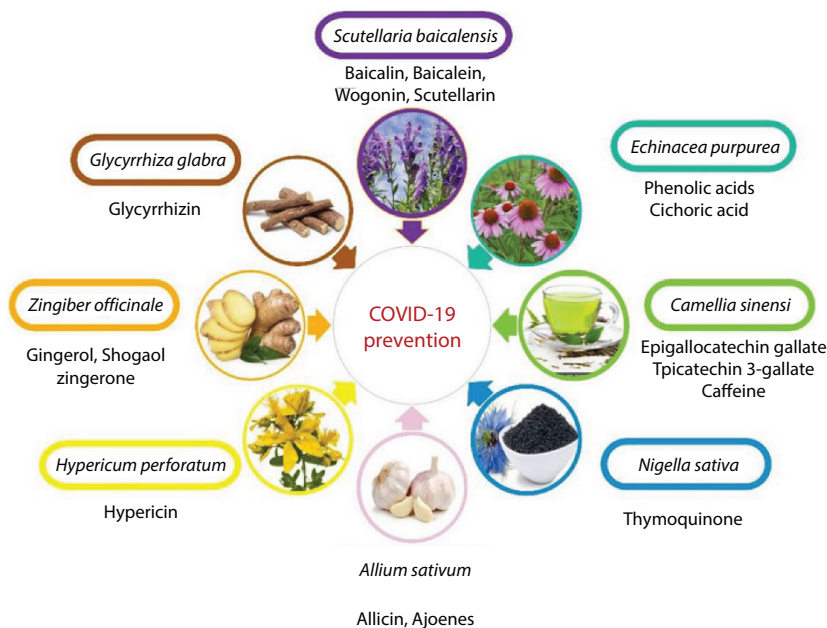 Scutellaria baicalensis
Baicalin, Baicalein,
Wogonin, Scutellarin
Glycyrrhiza glabra
Glycyrrhizin
Echinacea purpurea
Phenolic acids
Cichoric acid
Zingiber officinale
Gingerol, Shogaol
zingerone
COVID-19
prevention
Camellia sinensi
Epigallocatechin gallate
Tpicatechin 3-gallate
Caffeine
Hypericum perforatum
Hypericin
Nigella sativa
Thymoquinone
Allium sativum
Allicin, Ajoenes